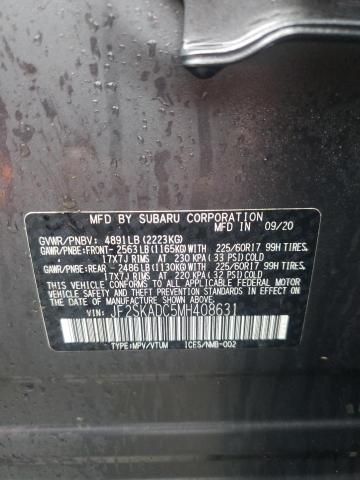 MFD BY SUBARU CORPORATION
MFD IN 09/20
GVWR/PNBV: 4891LB(2223KG)
GAWR/PNBE:FRONT-2563LB(1165KG)WITH 225/60R17 99H TIRES,
17X7J RIMS AT 230 KPA(33 PSI)COLD
GAWR/PNBE:REAR -2486LB(1130KG)WITH 225/60R17 99H TIRES,
17X7J RIMS AT 220 KPA(32 PSI)COLD
THIS VEHICLE CONFORMS TO ALL APPLICABLE FEDERAL MOTOR
VEHICLE SAFETY, BUMPER, AND THEFT PREVENTION STANDARDS
IN EFFECT ON THE DATE OF MANUFACTURE SHOWN ABOVE.
VIN: JF2SKADC5MH408631
TYPE:MPV/VTUM ICES/NMB-002